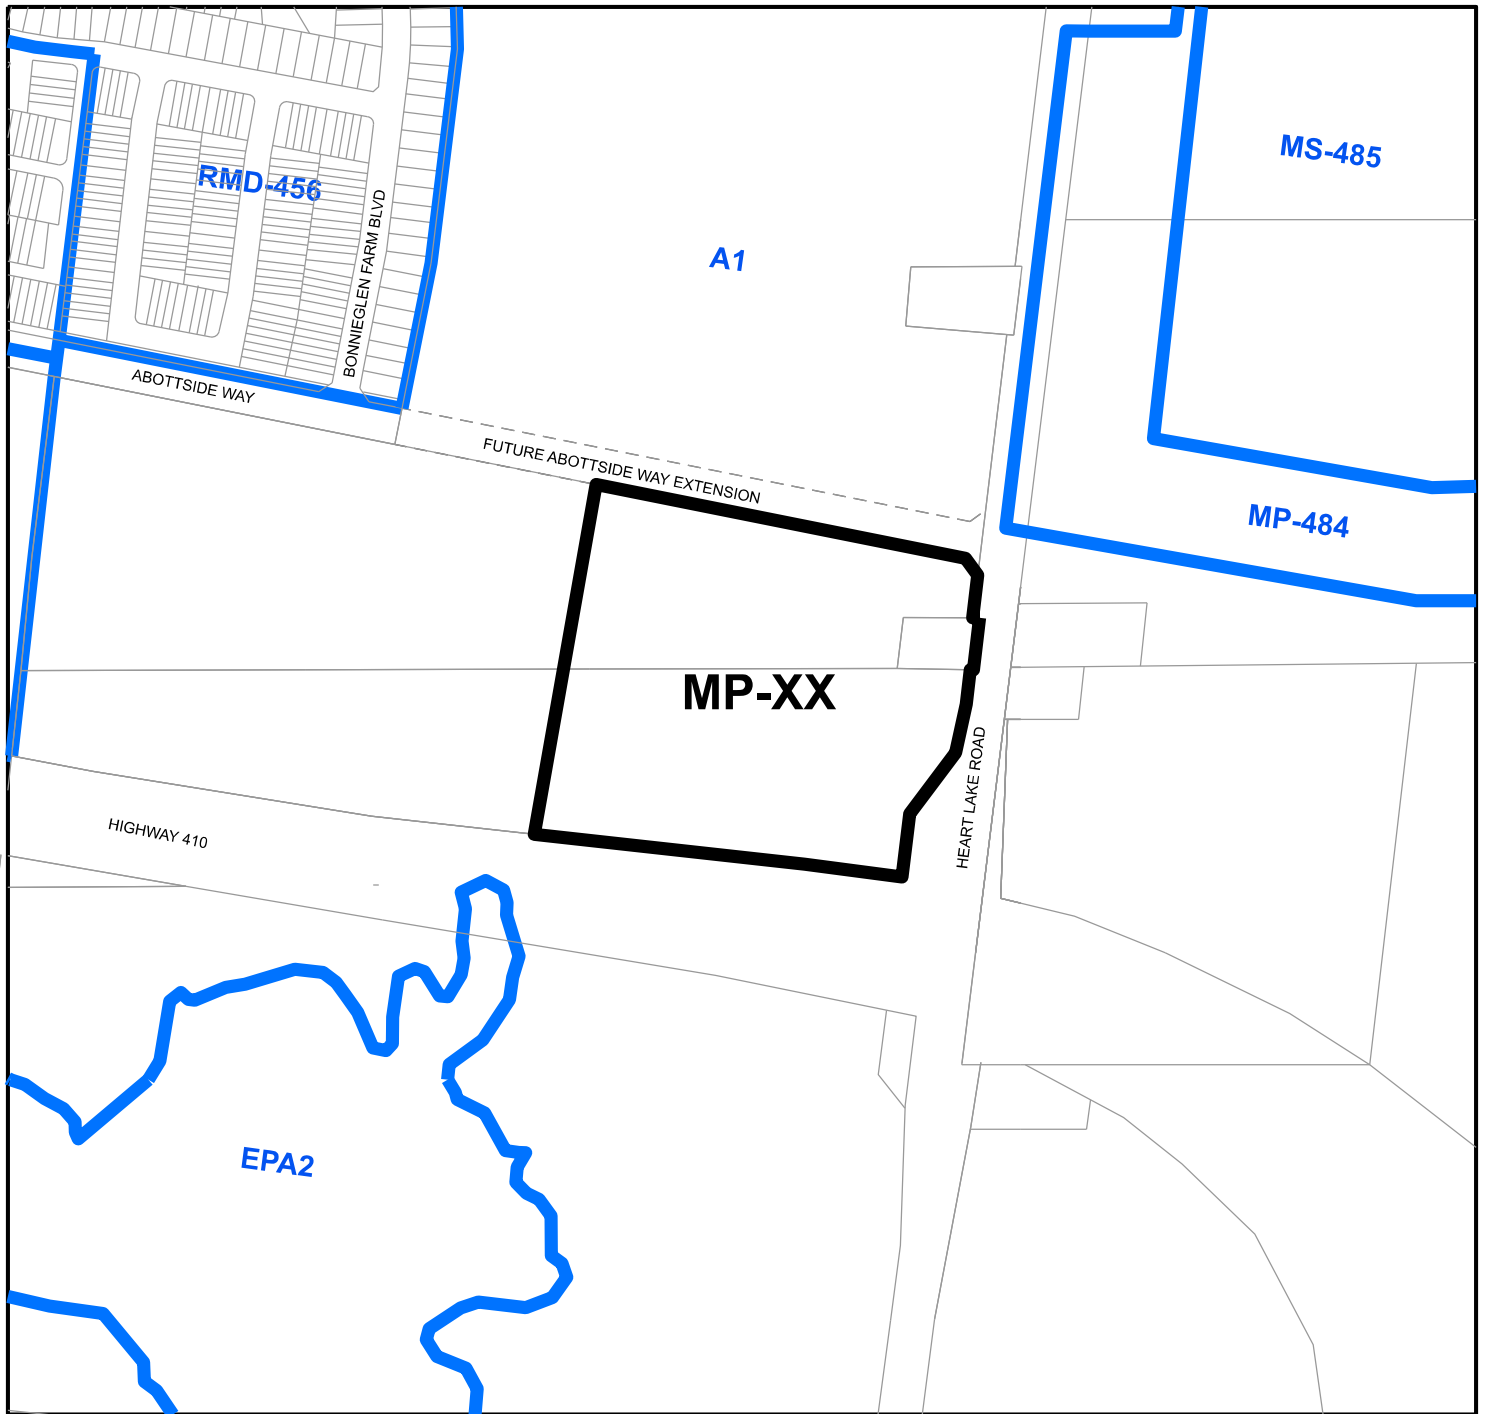 MS-485
RMD-456
BONNIEGLEN FARM BLVD
A1
ABOTTSIDE WAY
FUTURE ABOTTSIDE WAY EXTENSION
MP-484
MP-XX
HEART LAKE ROAD
HIGHWAY 410
EPA2